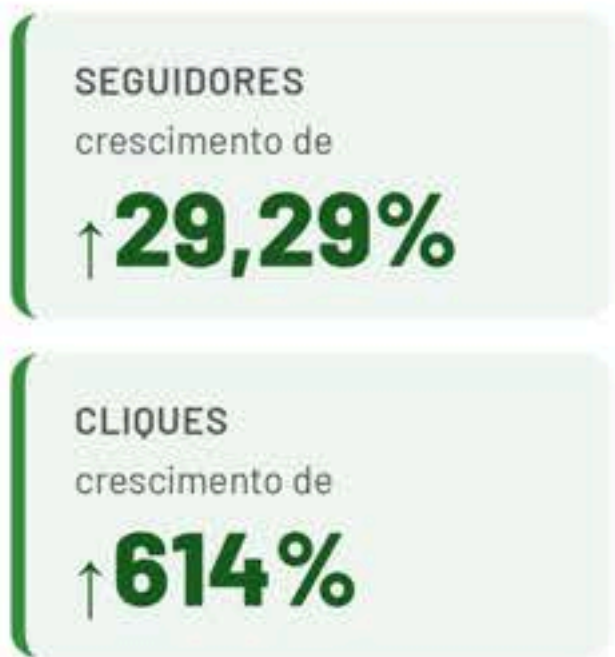 SEGUIDORES
crescimento de
↑29,29%
CLIQUES
crescimento de
↑614%